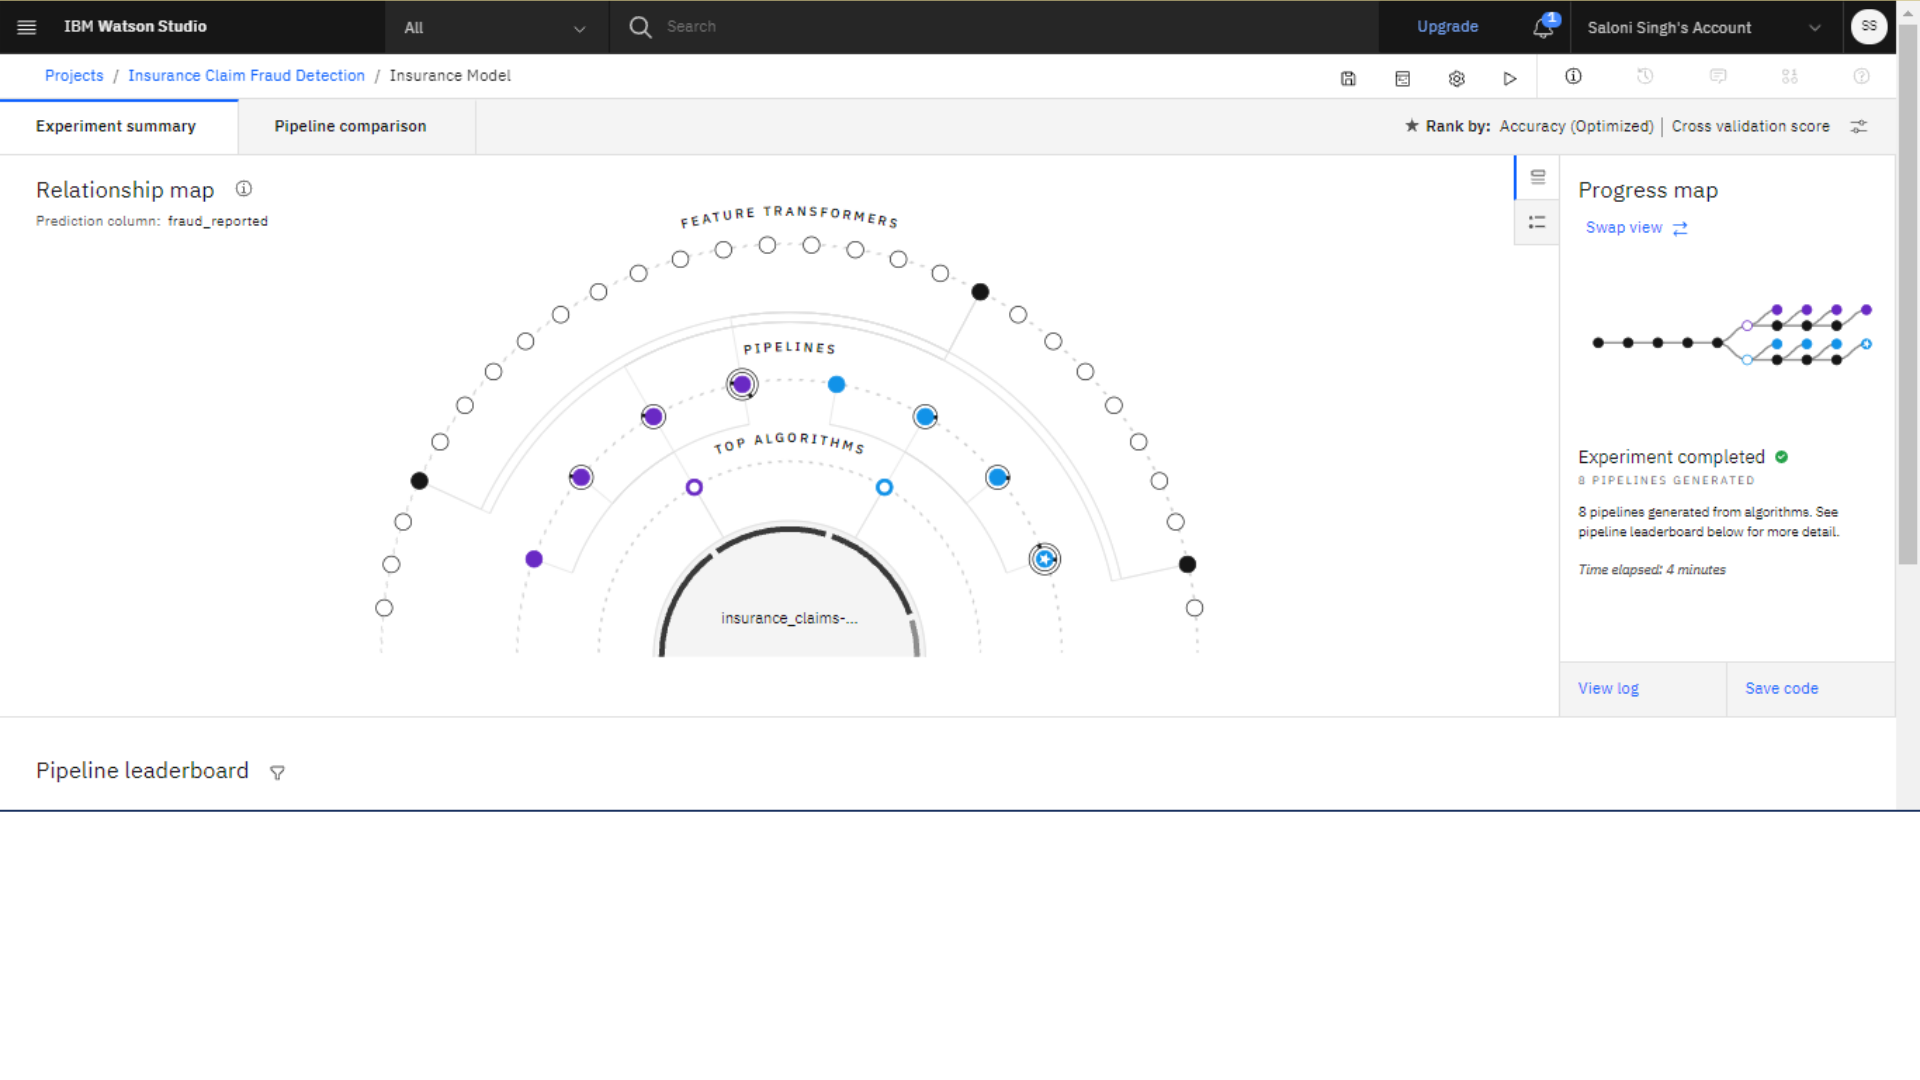 IBM Watson Studio
All
Search
Upgrade
1
Saloni Singh's Account
SS
Projects / Insurance Claim Fraud Detection / Insurance Model
Experiment summary
Pipeline comparison
★ Rank by: Accuracy (Optimized) | Cross validation score
Relationship map
Prediction column: fraud_reported
FEATURE TRANSFORMERS
PIPELINES
TOP ALGORITHMS
insurance_claims-...
Progress map
Swap view
Experiment completed
8 PIPELINES GENERATED
8 pipelines generated from algorithms. See
pipeline leaderboard below for more detail.
Time elapsed: 4 minutes
View log
Save code
Pipeline leaderboard